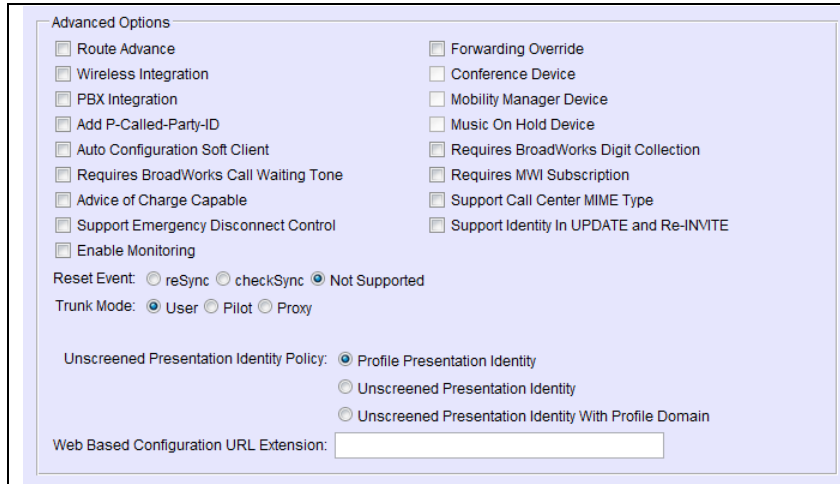 Advanced Options
Route Advance
Forwarding Override
Wireless Integration
Conference Device
PBX Integration
Mobility Manager Device
Add P-Called-Party-ID
Music On Hold Device
Auto Configuration Soft Client
Requires BroadWorks Digit Collection
Requires BroadWorks Call Waiting Tone
Requires MWI Subscription
Advice of Charge Capable
Support Call Center MIME Type
Support Emergency Disconnect Control
Support Identity In UPDATE and Re-INVITE
Enable Monitoring
Reset Event: reSync checkSync Not Supported
Trunk Mode: User Pilot Proxy
Unscreened Presentation Identity Policy: Profile Presentation Identity
Unscreened Presentation Identity
Unscreened Presentation Identity With Profile Domain
Web Based Configuration URL Extension: